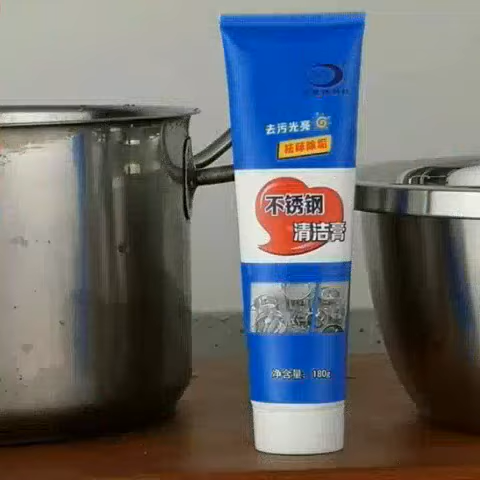 去污光亮
祛味除垢
不锈钢
清洁膏
净含量：180g